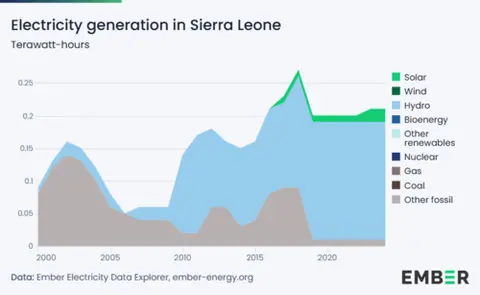 Electricity generation in Sierra Leone
Terawatt-hours
0.25
0.2
0.15
0.1
0.05
0
2000
2005
2010
2015
2020
Solar
Wind
Hydro
Bioenergy
Other
renewables
Nuclear
Gas
Coal
Other fossil
Data: Ember Electricity Data Explorer, ember-energy.org
EMBER